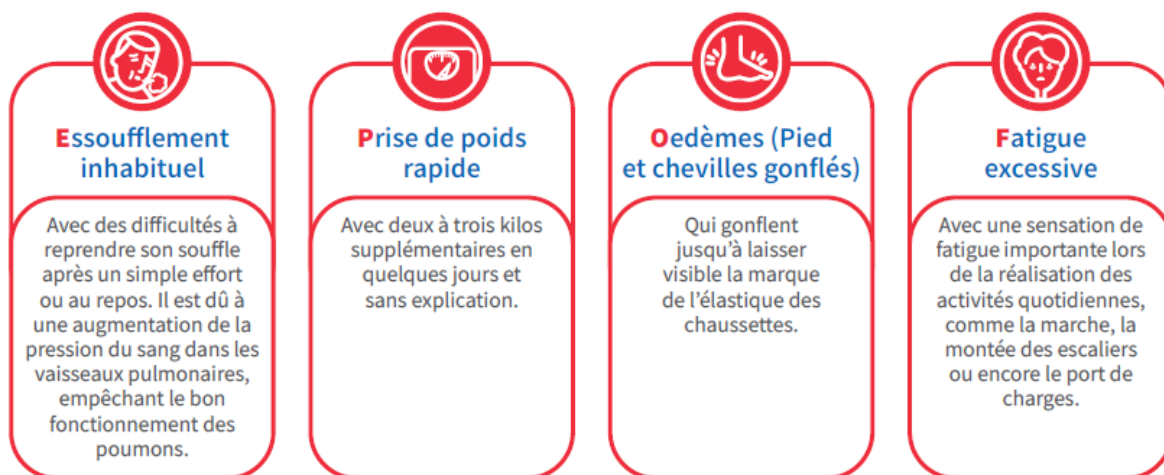 Essoufflement
inhabituel
Avec des difficultés à
reprendre son souffle
après un simple effort
ou au repos. Il est dû à
une augmentation de la
pression du sang dans les
vaisseaux pulmonaires,
empêchant le bon
fonctionnement des
poumons.
Prise de poids
rapide
Avec deux à trois kilos
supplémentaires en
quelques jours et
sans explication.
Oedèmes (Pied
et chevilles gonflés)
Qui gonflent
jusqu’à laisser
visible la marque
de l’élastique des
chaussettes.
Fatigue
excessive
Avec une sensation de
fatigue importante lors
de la réalisation des
activités quotidiennes,
comme la marche, la
montée des escaliers
ou encore le port de
charges.